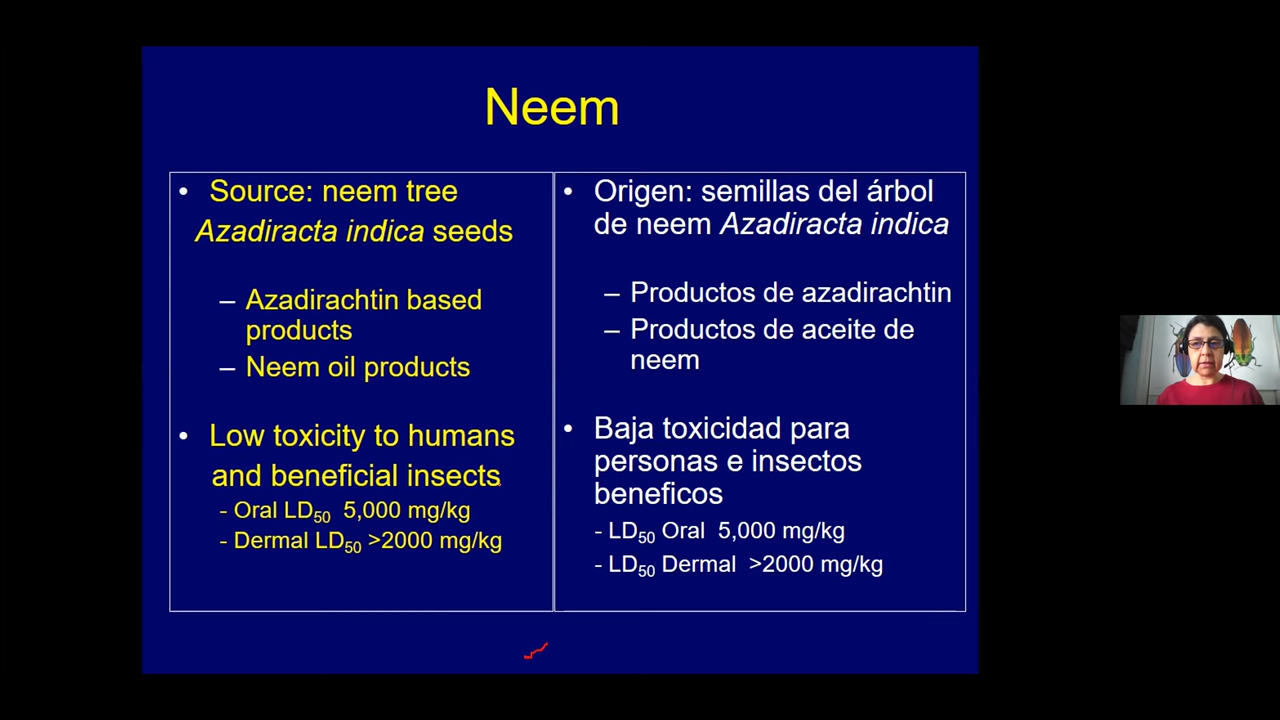 Neem
• Source: neem tree
Azadiracta indica seeds
– Azadirachtin based
products
– Neem oil products
• Low toxicity to humans
and beneficial insects
- Oral LD50 5,000 mg/kg
- Dermal LD50 >2000 mg/kg
• Origen: semillas del árbol
de neem Azadiracta indica
– Productos de azadirachtin
– Productos de aceite de
neem
• Baja toxicidad para
personas e insectos
beneficos
- LD50 Oral 5,000 mg/kg
- LD50 Dermal >2000 mg/kg